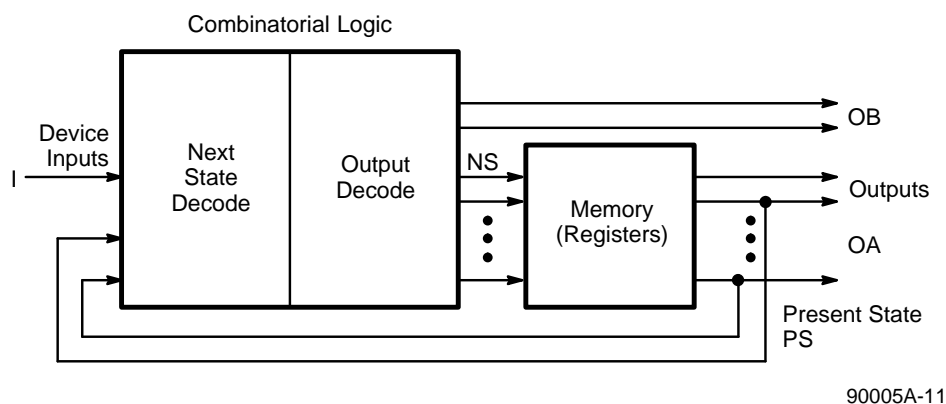 Combinatorial Logic
Device
Inputs
I
Next
State
Decode
Output
Decode
NS
Memory
(Registers)
OB
Outputs
OA
Present State
PS
90005A-11